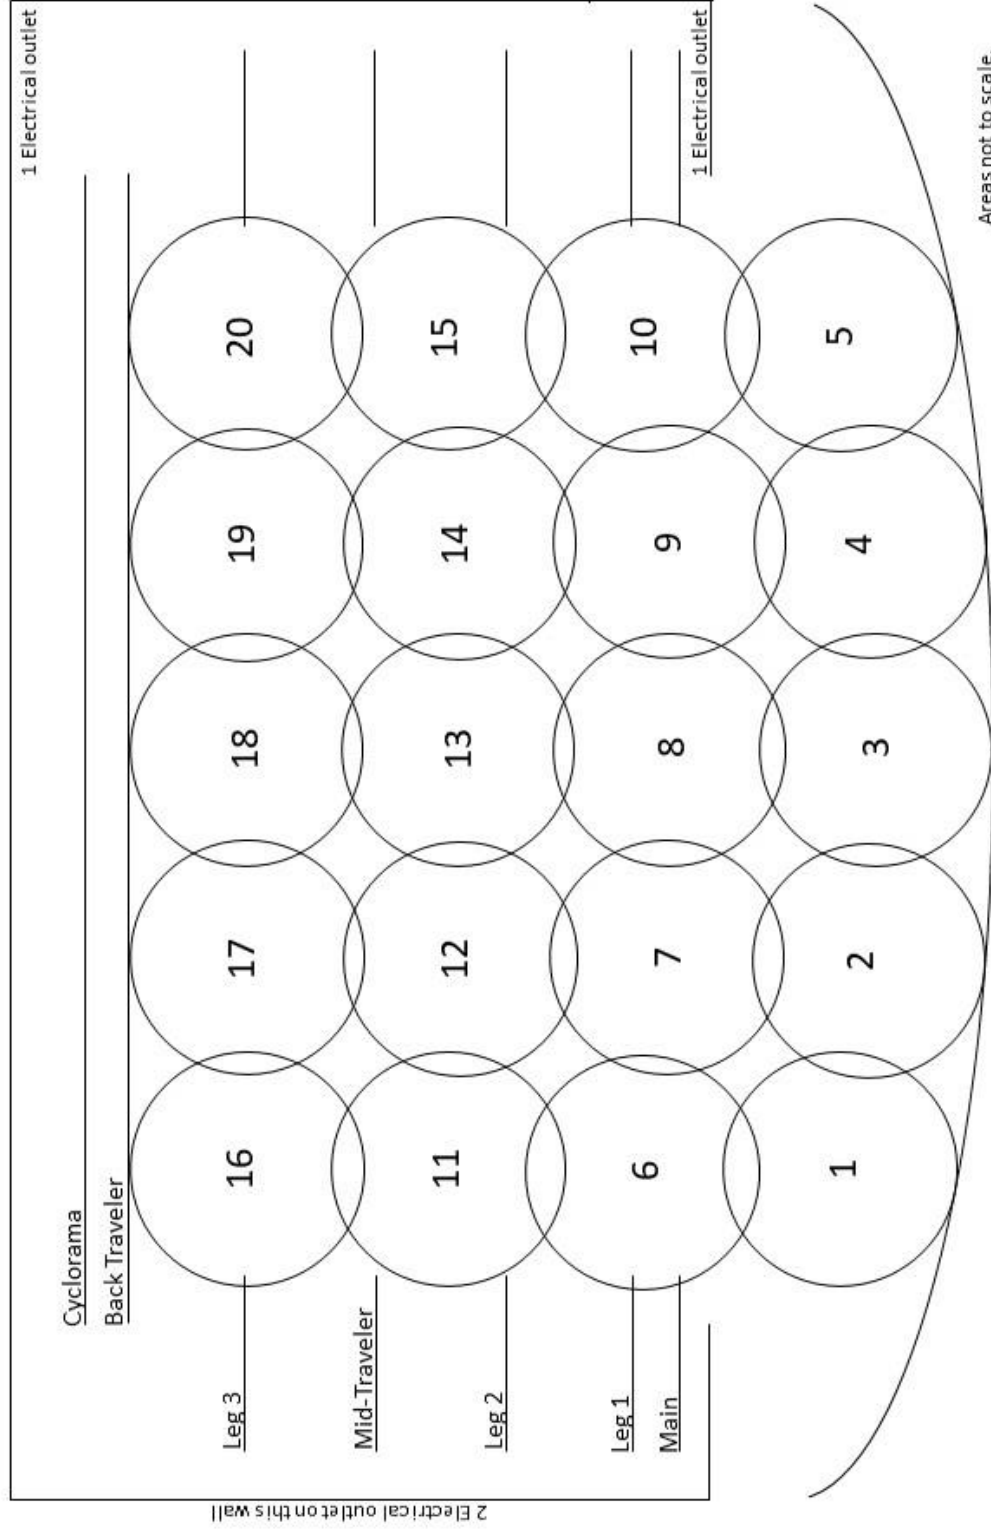 1 Electrical outlet
Cyclorama
Back Traveler
20
19
18
17
16
Leg 3
Mid-Traveler
15
14
13
12
11
Leg 2
10
9
8
7
6
Leg 1
Main
1 Electrical outlet
5
4
3
2
1
2 Electrical outlet on this wall
Areas not to scale.